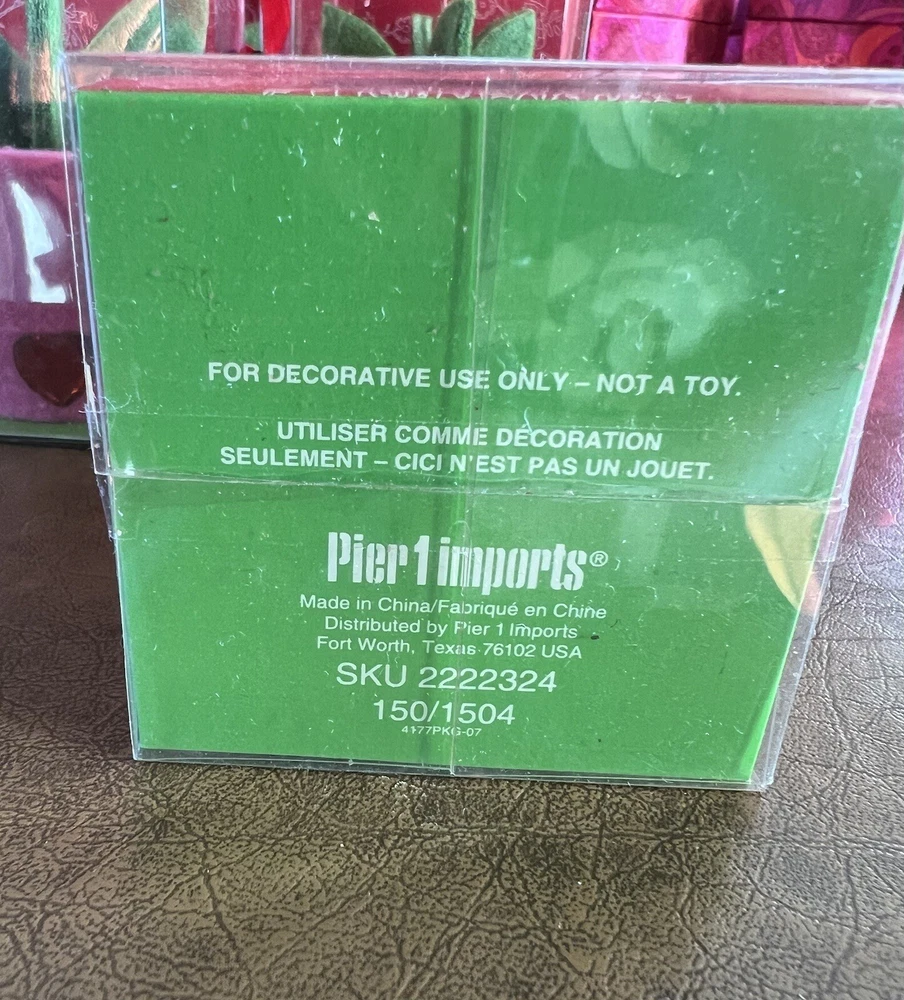 FOR DECORATIVE USE ONLY – NOT A TOY.
UTILISER COMME DÉCORATION
SEULEMENT – CICI N'EST PAS UN JOUET.
Pier 1 imports®
Made in China/Fabriqué en Chine
Distributed by Pier 1 Imports
Fort Worth, Texas 76102 USA
SKU 2222324
150/1504
4177PKG-07